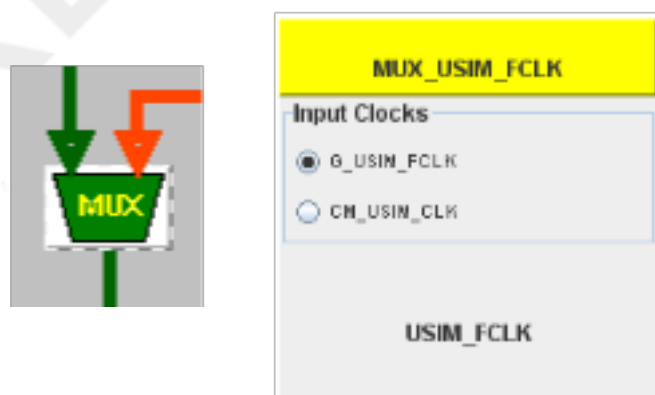 MUX
MUX_USIM_FCLK
Input Clocks
G_USIM_FCLK
CM_USIM_CLK
USIM_FCLK